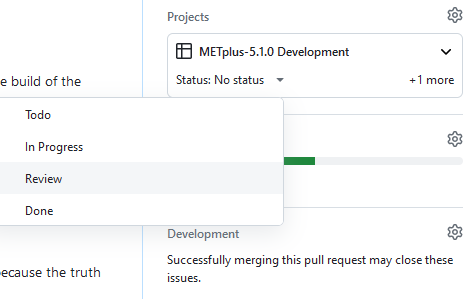 Projects
METplus-5.1.0 Development
e build of the
Status: No status
+1 more
Todo
In Progress
Review
Done
Development
Successfully merging this pull request may close these
issues.
ecause the truth